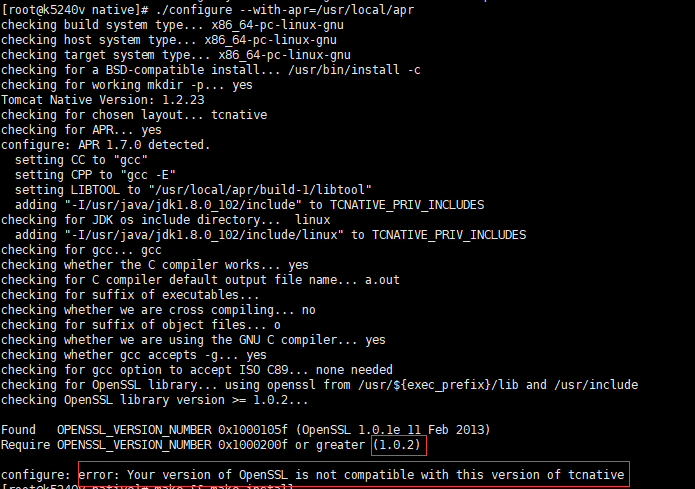 [root@k5240v native]# ./configure --with-apr=/usr/local/apr
checking build system type... x86_64-pc-linux-gnu
checking host system type... x86_64-pc-linux-gnu
checking target system type... x86_64-pc-linux-gnu
checking for a BSD-compatible install... /usr/bin/install -c
checking for working mkdir -p... yes
Tomcat Native Version: 1.2.23
checking for chosen layout... tcnative
checking for APR... yes
configure: APR 1.7.0 detected.
  setting CC to "gcc"
  setting CPP to "gcc -E"
  setting LIBTOOL to "/usr/local/apr/build-1/libtool"
  adding "-I/usr/java/jdk1.8.0_102/include" to TCNATIVE_PRIV_INCLUDES
checking for JDK os include directory...  linux
  adding "-I/usr/java/jdk1.8.0_102/include/linux" to TCNATIVE_PRIV_INCLUDES
checking for gcc... gcc
checking whether the C compiler works... yes
checking for C compiler default output file name... a.out
checking for suffix of executables...
checking whether we are cross compiling... no
checking for suffix of object files... o
checking whether we are using the GNU C compiler... yes
checking whether gcc accepts -g... yes
checking for gcc option to accept ISO C89... none needed
checking for OpenSSL library... using openssl from /usr/${exec_prefix}/lib and /usr/include
checking OpenSSL library version >= 1.0.2...

Found   OPENSSL_VERSION_NUMBER 0x1000105f (OpenSSL 1.0.1e 11 Feb 2013)
Require OPENSSL_VERSION_NUMBER 0x1000200f or greater (1.0.2)

configure: error: Your version of OpenSSL is not compatible with this version of tcnative
[root@k5240v native]# make && make install